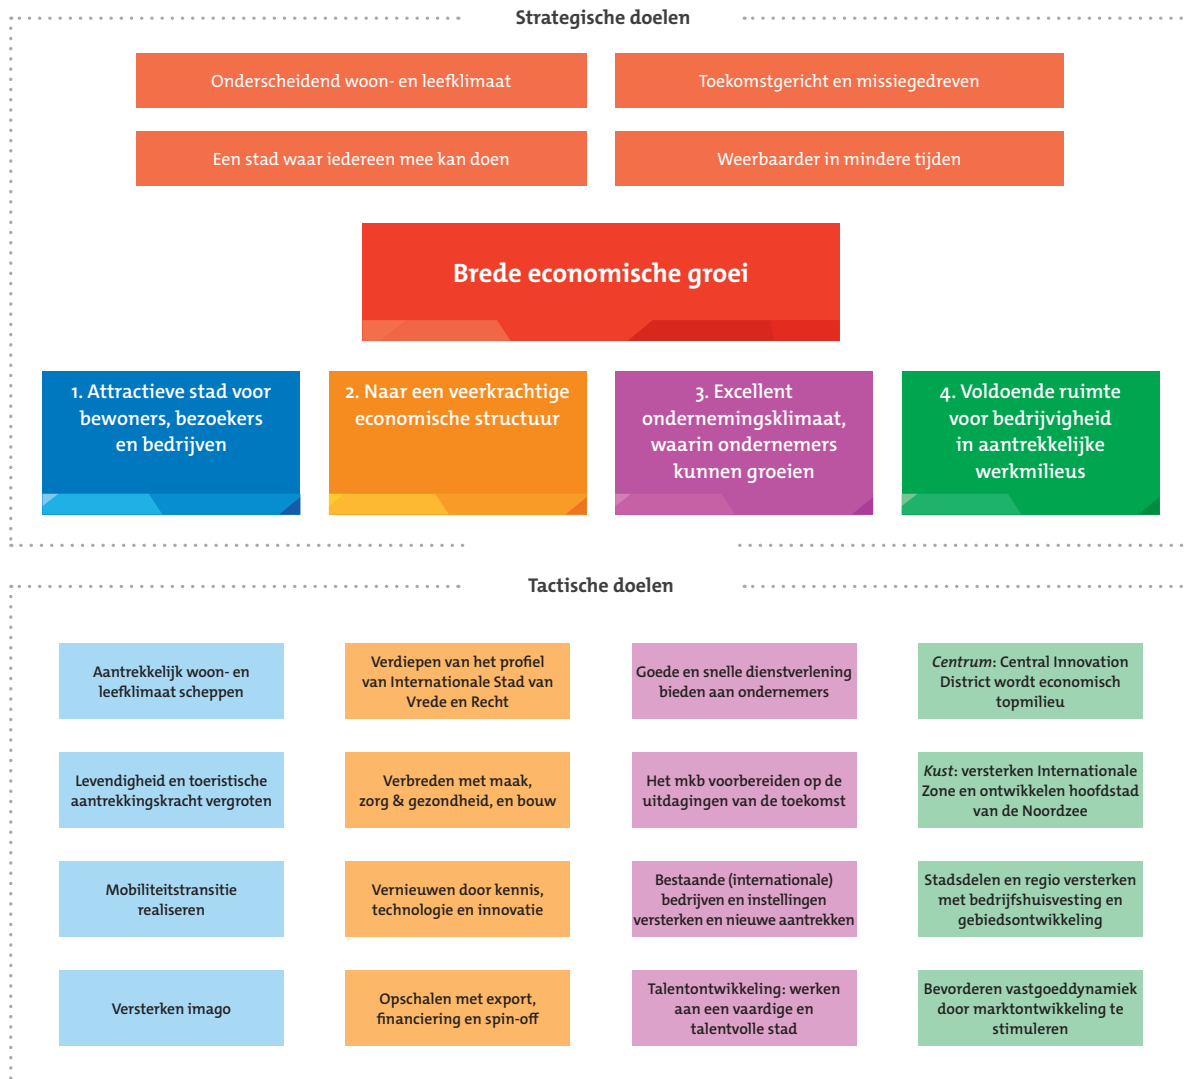 Strategische doelen
Onderscheidend woon- en leefklimaat
Toekomstgericht en missiegedreven
Een stad waar iedereen mee kan doen
Weerbaarder in mindere tijden
Brede economische groei
1. Attractieve stad voor
bewoners, bezoekers
en bedrijven
2. Naar een veerkrachtige
economische structuur
3. Excellent
ondernemingsklimaat,
waarin ondernemers
kunnen groeien
4. Voldoende ruimte
voor bedrijvigheid
in aantrekkelijke
werkmilieus
Tactische doelen
Aantrekkelijk woon- en
leefklimaat scheppen
Verdiepen van het profiel
van Internationale Stad van
Vrede en Recht
Goede en snelle dienstverlening
bieden aan ondernemers
Centrum: Central Innovation
District wordt economisch
topmilieu
Levendigheid en toeristische
aantrekkingskracht vergroten
Verbreden met maak,
zorg & gezondheid, en bouw
Het mkb voorbereiden op de
uitdagingen van de toekomst
Kust: versterken Internationale
Zone en ontwikkelen hoofdstad
van de Noordzee
Mobiliteitstransitie
realiseren
Vernieuwen door kennis,
technologie en innovatie
Bestaande (internationale)
bedrijven en instellingen
versterken en nieuwe aantrekken
Stadsdelen en regio versterken
met bedrijfshuisvesting en
gebiedsontwikkeling
Versterken imago
Opschalen met export,
financiering en spin-off
Talentontwikkeling: werken
aan een vaardige en
talentvolle stad
Bevorderen vastgoeddynamiek
door marktontwikkeling te
stimuleren